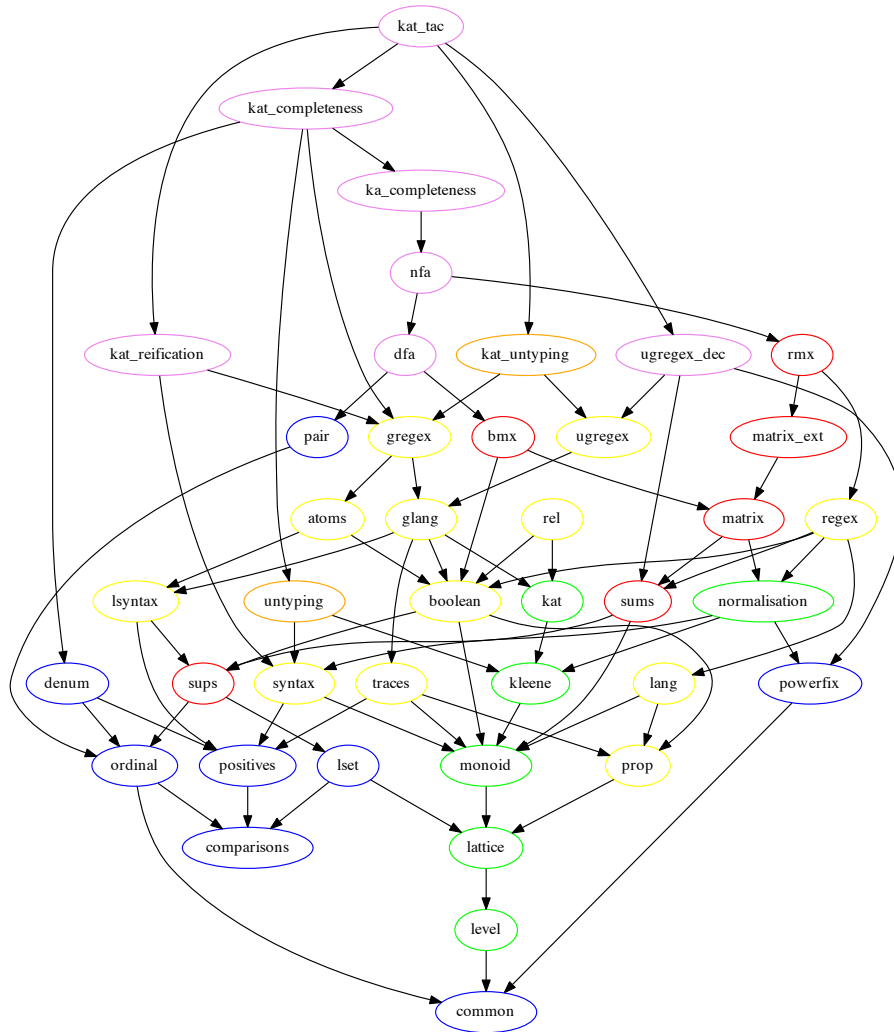 kat_tac
kat_completeness
ka_completeness
nfa
kat_reification
dfa
kat_untyping
ugregex_dec
rmx
pair
gregex
bmx
ugregex
matrix_ext
atoms
glang
rel
matrix
regex
lsyntax
untyping
boolean
kat
sums
normalisation
denum
sups
syntax
traces
kleene
lang
powerfix
ordinal
positives
lset
monoid
prop
comparisons
lattice
level
common